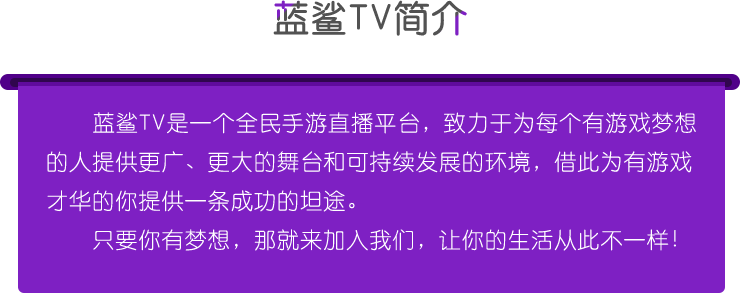 蓝鲨TV简介
蓝鲨TV是一个全民手游直播平台，致力于为每个有游戏梦想
的人提供更广、更大的舞台和可持续发展的环境，借此为有游戏
才华的你提供一条成功的坦途。
只要你有梦想，那就来加入我们，让你的生活从此不一样！